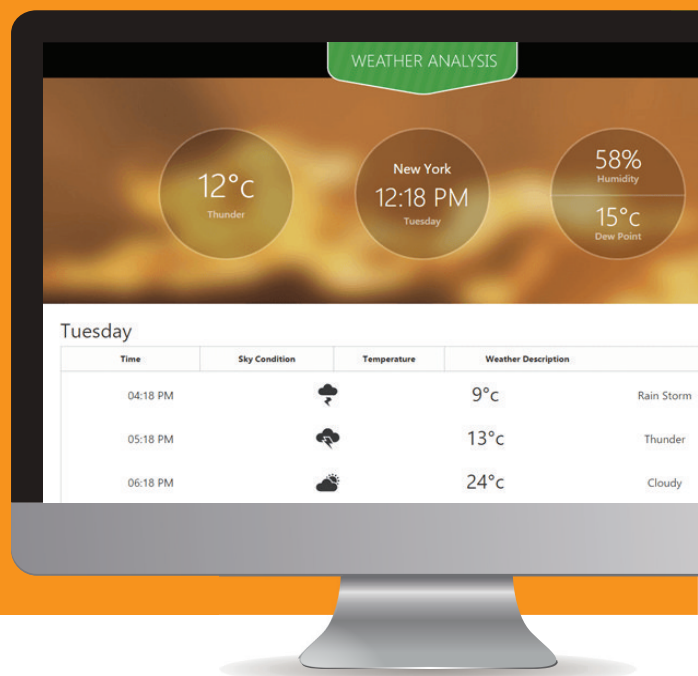 WEATHER ANALYSIS
12°c
Thunder
New York
12:18 PM
Tuesday
58%
Humidity
15°c
Dew Point
Tuesday
Time Sky Condition Temperature Weather Description
04:18 PM 9°c Rain Storm
05:18 PM 13°c Thunder
06:18 PM 24°c Cloudy